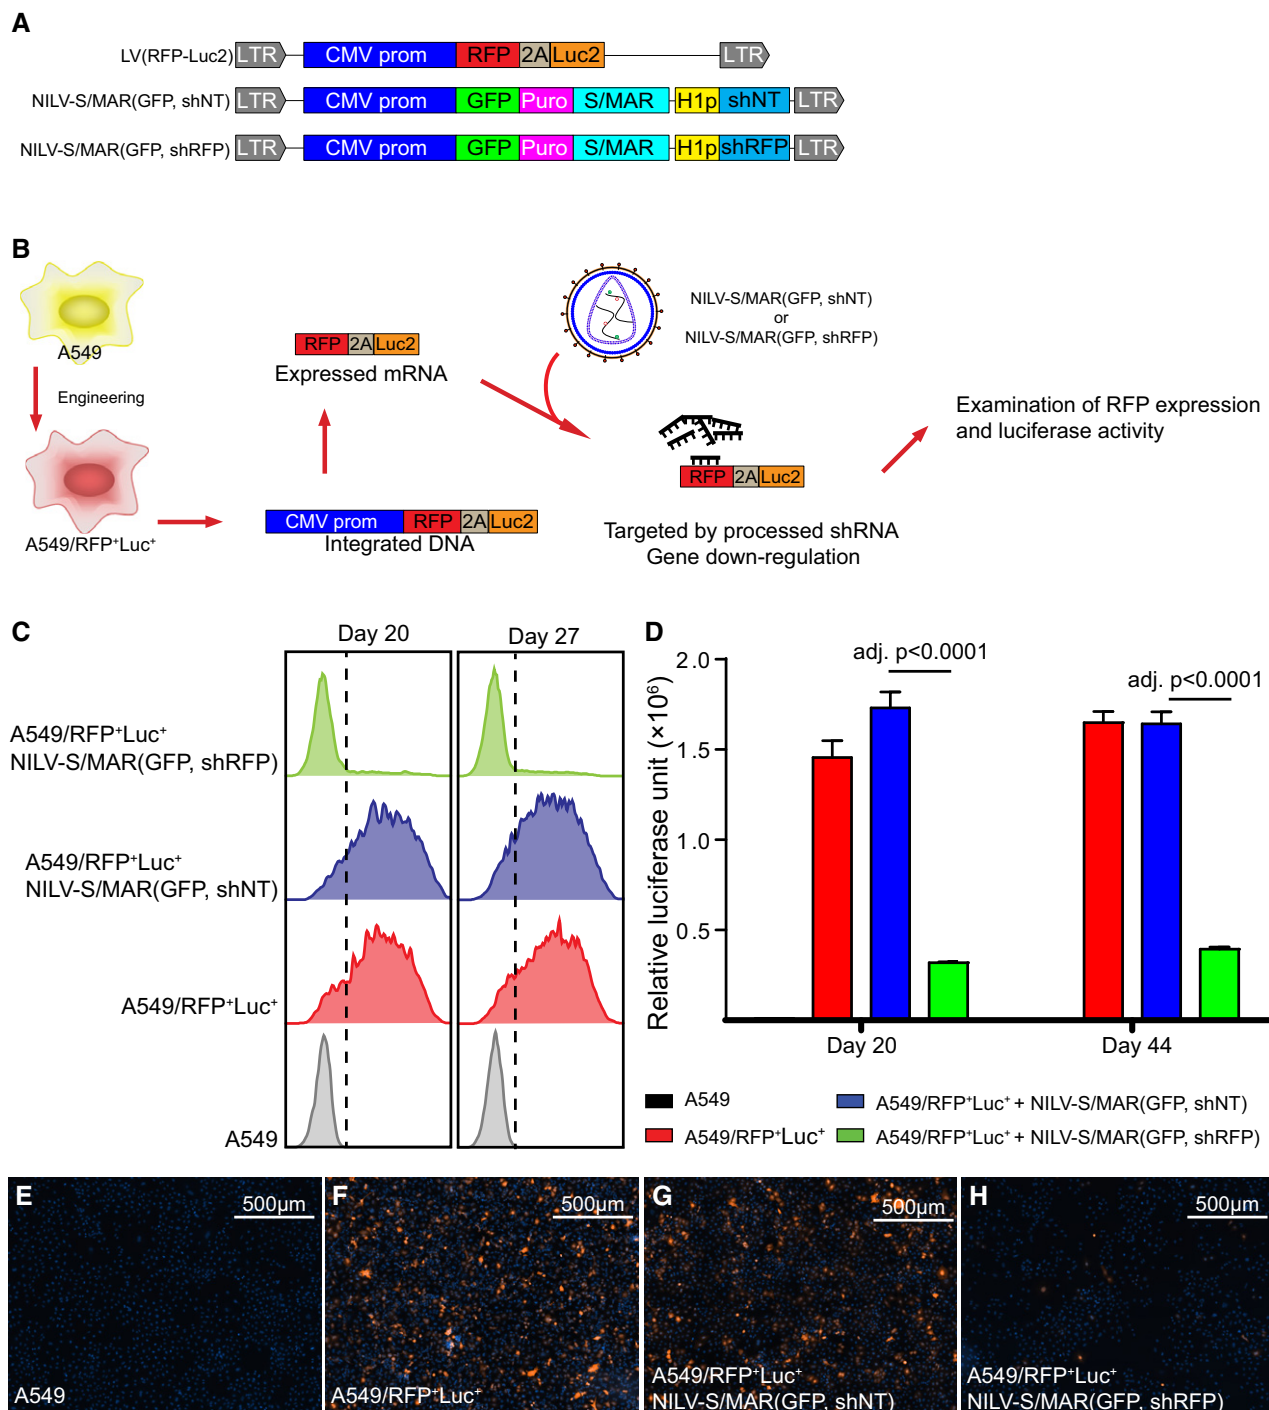 A
LV(RFP-Luc2) LTR CMV prom RFP 2A Luc2 LTR
NILV-S/MAR(GFP, shNT) LTR CMV prom GFP Puro S/MAR H1p shNT LTR
NILV-S/MAR(GFP, shRFP) LTR CMV prom GFP Puro S/MAR H1p shRFP LTR
B
A549
Engineering
A549/RFP⁺Luc⁺
CMV prom RFP 2A Luc2
Integrated DNA
RFP 2A Luc2
Expressed mRNA
NILV-S/MAR(GFP, shNT)
or
NILV-S/MAR(GFP, shRFP)
RFP 2A Luc2
Targeted by processed shRNA
Gene down-regulation
Examination of RFP expression
and luciferase activity
C
Day 20 Day 27
A549/RFP⁺Luc⁺
NILV-S/MAR(GFP, shRFP)
A549/RFP⁺Luc⁺
NILV-S/MAR(GFP, shNT)
A549/RFP⁺Luc⁺
A549
D
Relative luciferase unit (×10⁶)
2.0
1.5
1.0
0.5
adj. p<0.0001
adj. p<0.0001
Day 20 Day 44
A549
A549/RFP⁺Luc⁺
A549/RFP⁺Luc⁺ + NILV-S/MAR(GFP, shNT)
A549/RFP⁺Luc⁺ + NILV-S/MAR(GFP, shRFP)
E
500µm
A549
F
500µm
A549/RFP⁺Luc⁺
G
500µm
A549/RFP⁺Luc⁺
NILV-S/MAR(GFP, shNT)
H
500µm
A549/RFP⁺Luc⁺
NILV-S/MAR(GFP, shRFP)